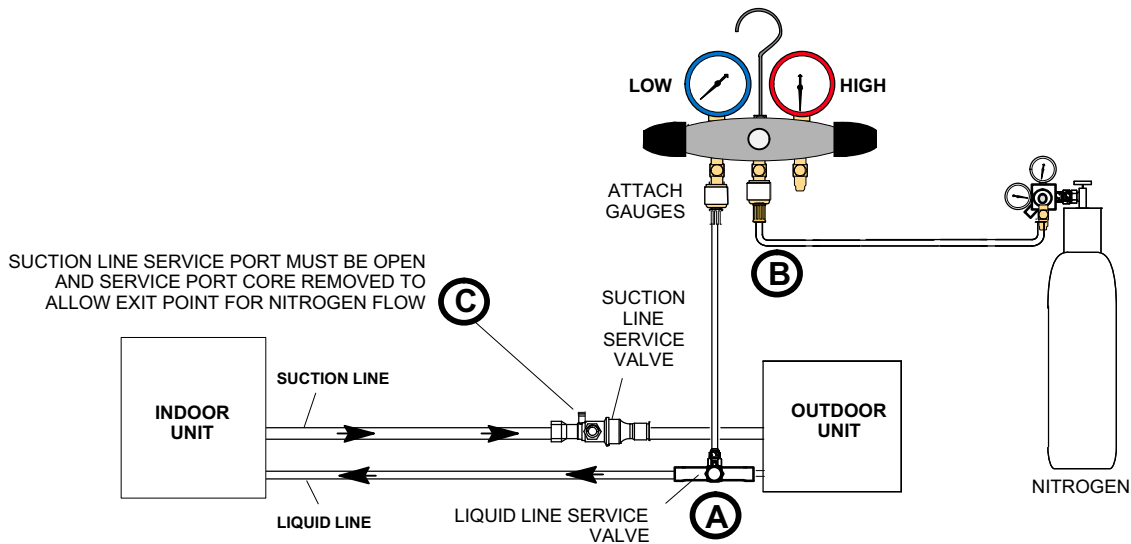 LOW
HIGH
ATTACH
GAUGES
B
SUCTION LINE SERVICE PORT MUST BE OPEN
AND SERVICE PORT CORE REMOVED TO
ALLOW EXIT POINT FOR NITROGEN FLOW
C
SUCTION
LINE
SERVICE
VALVE
INDOOR
UNIT
SUCTION LINE
OUTDOOR
UNIT
NITROGEN
LIQUID LINE
LIQUID LINE SERVICE
VALVE
A